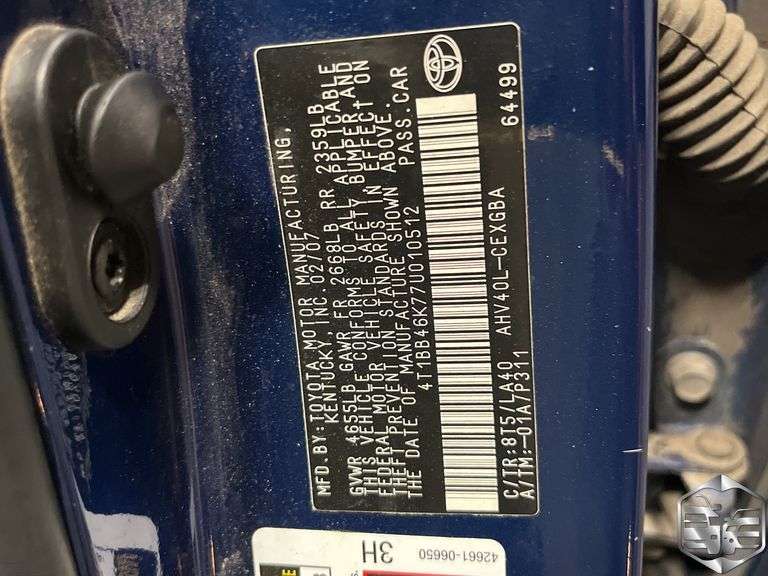 MFD. BY: TOYOTA MOTOR MANUFACTURING,
KENTUCKY, INC. 02/07
GVWR 4655LB GAWR FR 2668LB RR 2359LB
THIS VEHICLE CONFORMS TO ALL APPLICABLE
FEDERAL MOTOR VEHICLE SAFETY, BUMPER AND
THEFT PREVENTION STANDARDS IN EFFECT ON
THE DATE OF MANUFACTURE SHOWN ABOVE.
4T1BB46K77U010512 PASS. CAR
C/TR: 8T5/LA40 AHV40L-CEXGBA 64499
A/TM: -01A/P311
42661-06650
3H